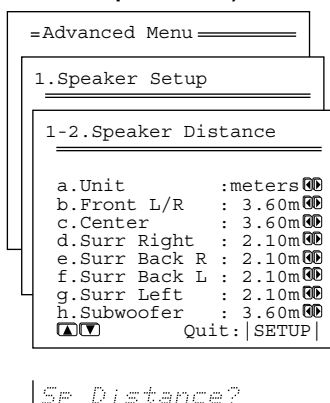 =Advanced Menu
1.Speaker Setup
1-2.Speaker Distance
a.Unit :meters
b.Front L/R : 3.60m
c.Center : 3.60m
d.Surr Right : 2.10m
e.Surr Back R : 2.10m
f.Surr Back L : 2.10m
g.Surr Left : 2.10m
h.Subwoofer : 3.60m
Quit:|SETUP|
Sp Distance?